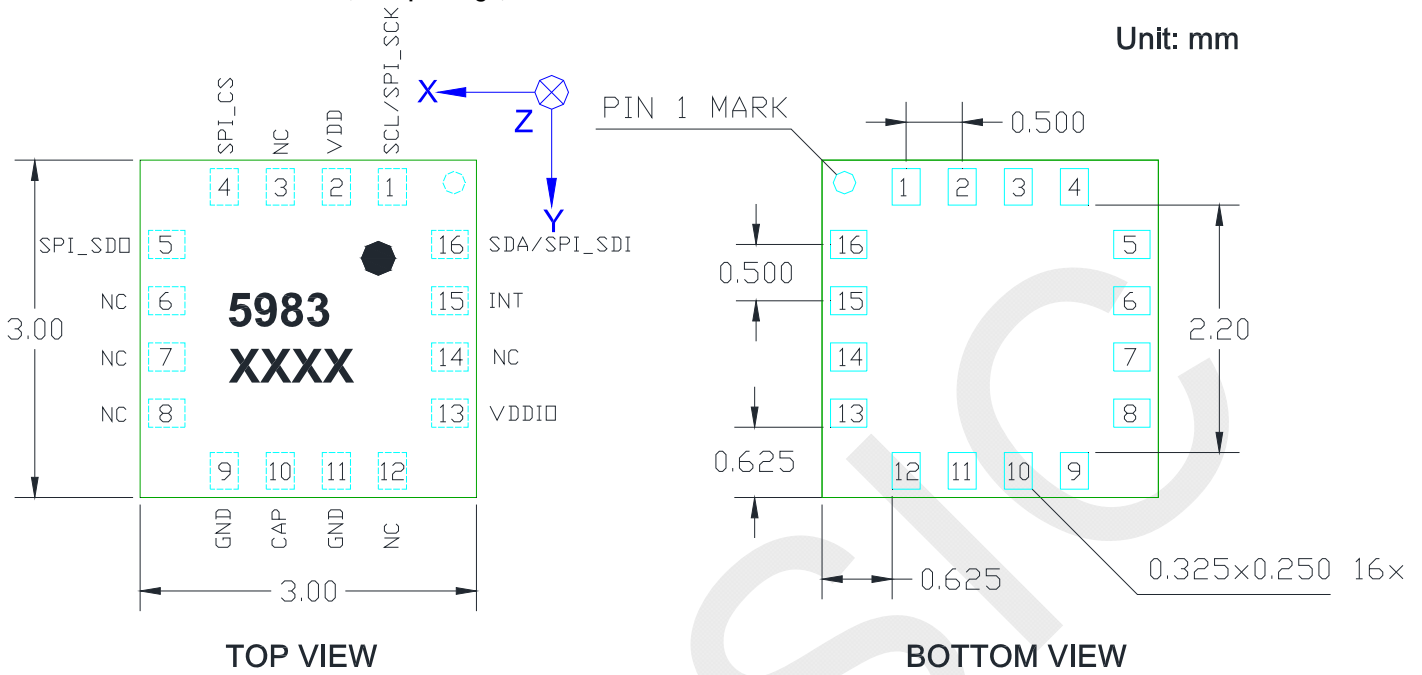 Unit: mm
SPI_CS
NC
VDD
SCL/SPI_SCK
X
Z
Y
4
3
2
1
SPI_SDO
5
16
SDA/SPI_SDI
NC
6
15
INT
NC
7
14
NC
NC
8
13
VDDIO
5983
XXXX
9
10
11
12
GND
CAP
GND
NC
3.00
3.00
TOP VIEW
PIN 1 MARK
0.500
1
2
3
4
16
5
15
6
14
7
13
8
12
11
10
9
0.500
2.20
0.625
0.625
0.325x0.250 16x
BOTTOM VIEW
SIC